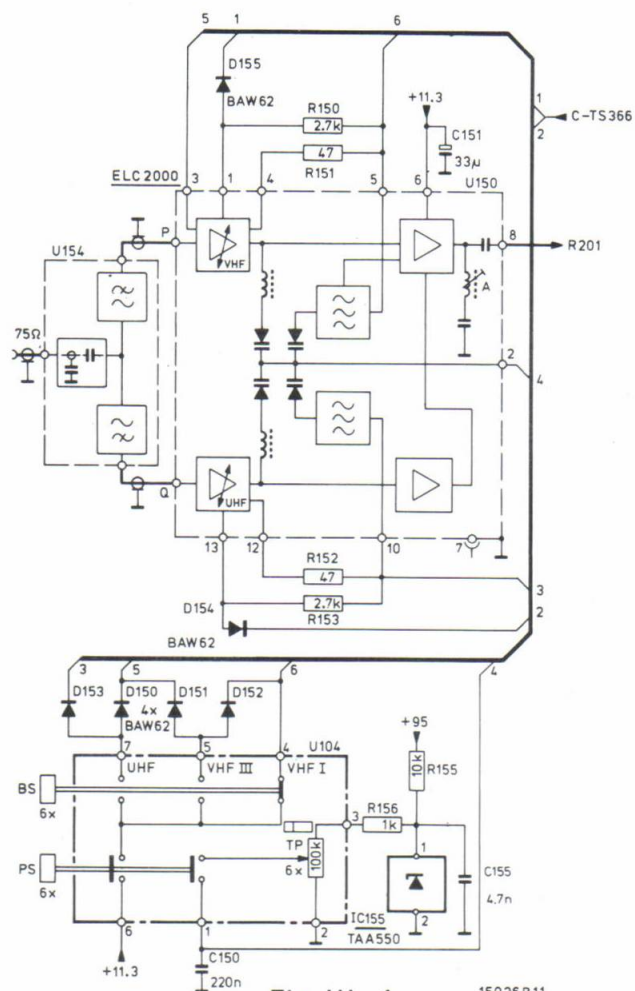 5 1 6
D155
BAW62
R150
2.7k
+11.3
1
2
C-TS366
C151
33μ
47
R151
ELC2000
3 1 4 5 6 U150
P
VHF
8
R201
U154
A
75Ω
2
4
Q
UHF
13 12 10 7
R152
47
3
D154
2.7k
R153
2
BAW62
3 5 6 4
D153 D150 D151 D152
4x
BAW62
+95
10k
R155
7 5 4 U104
UHF VHF III VHF I
BS
6x
3
R156
1k
TP
6x
100k
PS
6x
1
2
C155
4.7n
IC155
TAA550
6 1 2
+11.3
C150
220n